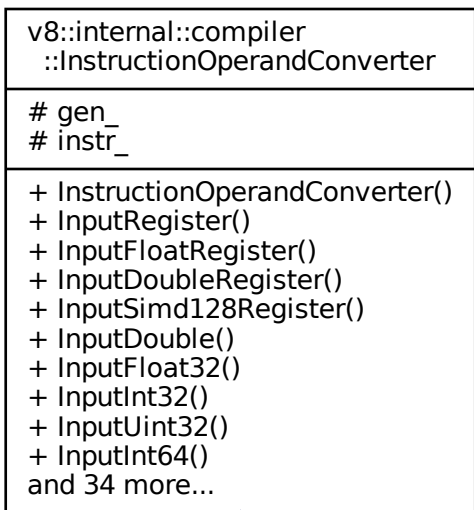 v8::internal::compiler
::InstructionOperandConverter
# gen_
# instr_
+ InstructionOperandConverter()
+ InputRegister()
+ InputFloatRegister()
+ InputDoubleRegister()
+ InputSimd128Register()
+ InputDouble()
+ InputFloat32()
+ InputInt32()
+ InputUint32()
+ InputInt64()
and 34 more...